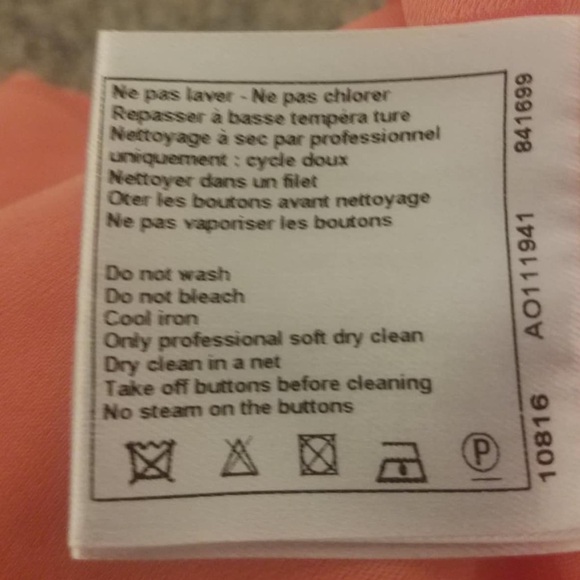 Ne pas laver - Ne pas chlorer
Repasser à basse tempéra ture
Nettoyage à sec par professionnel
uniquement : cycle doux
Nettoyer dans un filet
Oter les boutons avant nettoyage
Ne pas vaporiser les boutons
Do not wash
Do not bleach
Cool iron
Only professional soft dry clean
Dry clean in a net
Take off buttons before cleaning
No steam on the buttons
P
10816 AO111941 841699